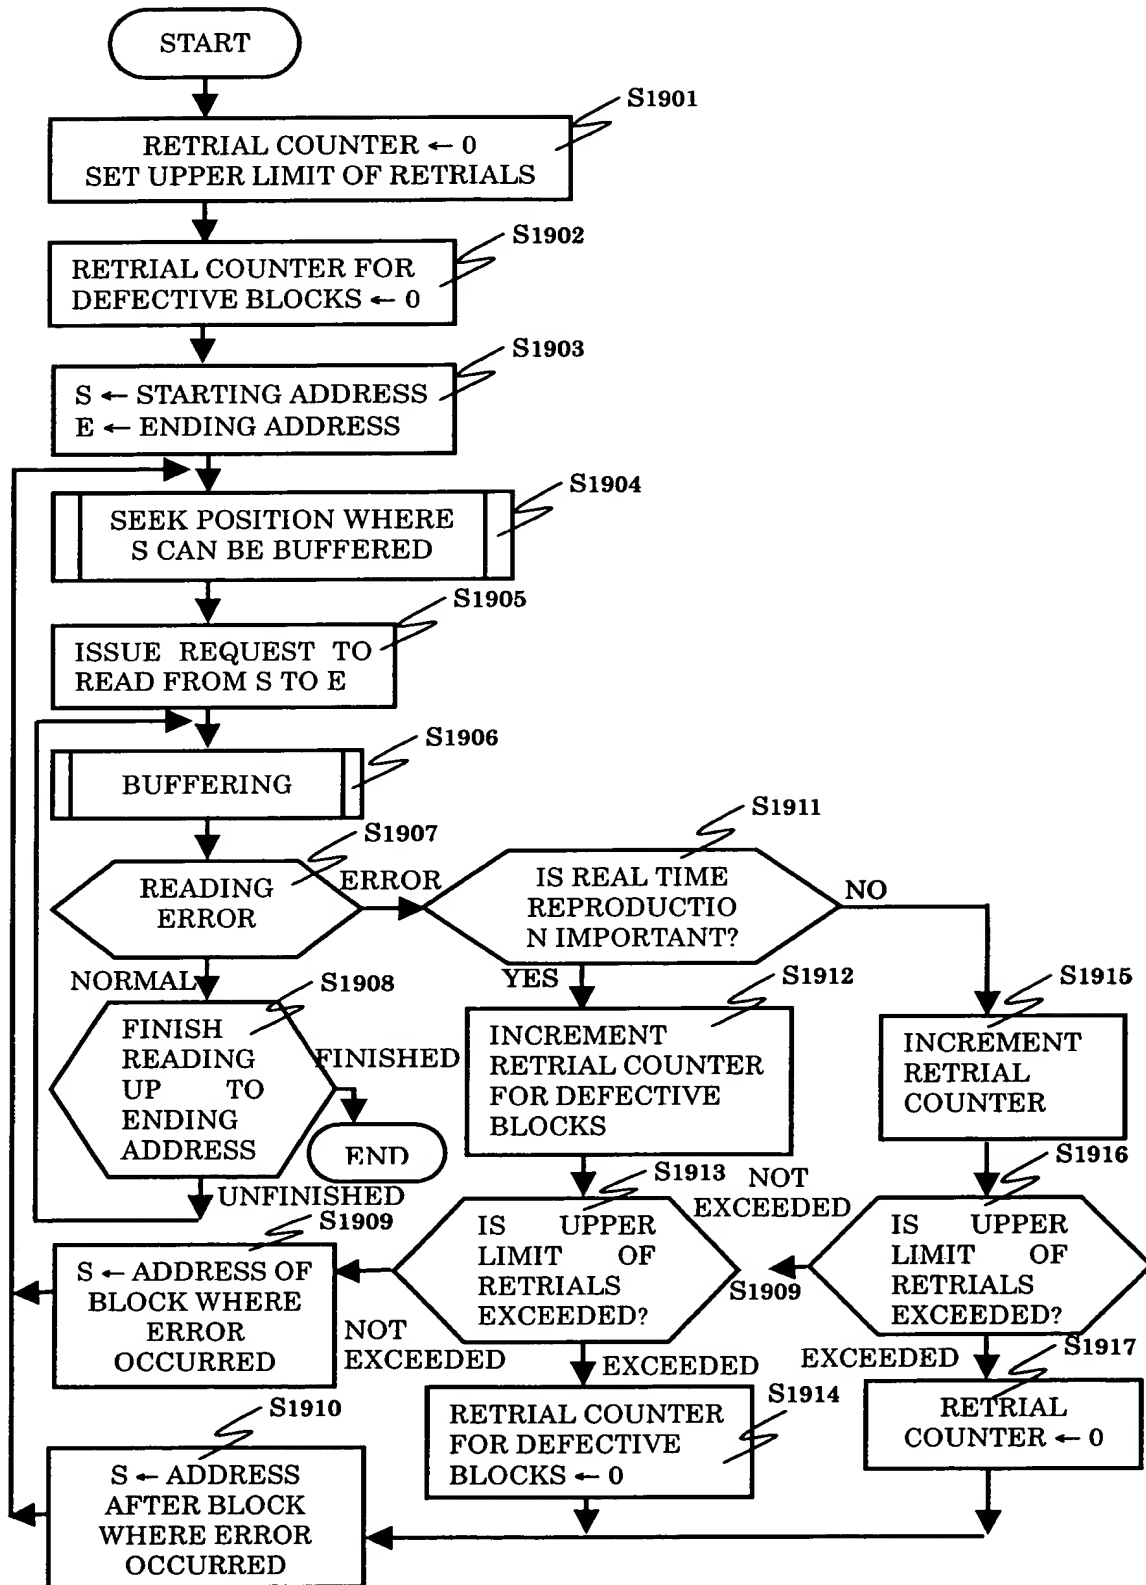 START
S1901
RETRIAL COUNTER ← 0
SET UPPER LIMIT OF RETRIALS
S1902
RETRIAL COUNTER FOR
DEFECTIVE BLOCKS ← 0
S1903
S ← STARTING ADDRESS
E ← ENDING ADDRESS
S1904
SEEK POSITION WHERE
S CAN BE BUFFERED
S1905
ISSUE REQUEST TO
READ FROM S TO E
S1906
BUFFERING
S1907
READING
ERROR
ERROR
S1911
IS REAL TIME
REPRODUCTIO
N IMPORTANT?
NO
NORMAL
YES
S1908
FINISH
READING
UP TO
ENDING
ADDRESS
FINISHED
END
UNFINISHED
S1912
INCREMENT
RETRIAL COUNTER
FOR DEFECTIVE
BLOCKS
S1915
INCREMENT
RETRIAL
COUNTER
S1913
IS UPPER
LIMIT OF
RETRIALS
EXCEEDED?
NOT
EXCEEDED
S1909
S1916
IS UPPER
LIMIT OF
RETRIALS
EXCEEDED?
S1909
S ← ADDRESS OF
BLOCK WHERE
ERROR
OCCURRED
NOT
EXCEEDED
EXCEEDED
EXCEEDED
S1917
RETRIAL
COUNTER ← 0
S1914
RETRIAL COUNTER
FOR DEFECTIVE
BLOCKS ← 0
S1910
S ← ADDRESS
AFTER BLOCK
WHERE ERROR
OCCURRED